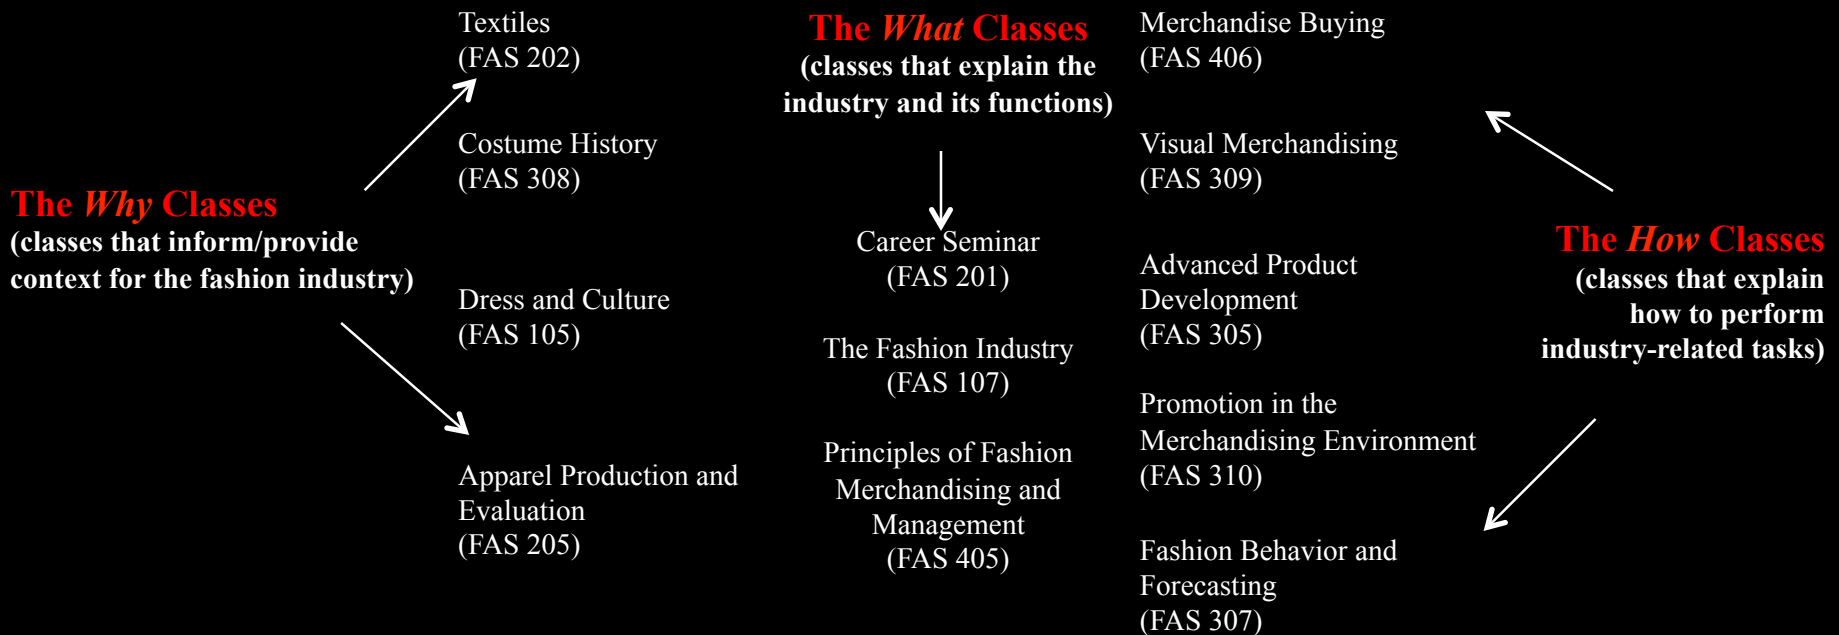 The Why Classes
(classes that inform/provide
context for the fashion industry)
Textiles
(FAS 202)
Costume History
(FAS 308)
Dress and Culture
(FAS 105)
Apparel Production and
Evaluation
(FAS 205)
The What Classes
(classes that explain the
industry and its functions)
Career Seminar
(FAS 201)
The Fashion Industry
(FAS 107)
Principles of Fashion
Merchandising and
Management
(FAS 405)
Merchandise Buying
(FAS 406)
Visual Merchandising
(FAS 309)
Advanced Product
Development
(FAS 305)
Promotion in the
Merchandising Environment
(FAS 310)
Fashion Behavior and
Forecasting
(FAS 307)
The How Classes
(classes that explain
how to perform
industry-related tasks)